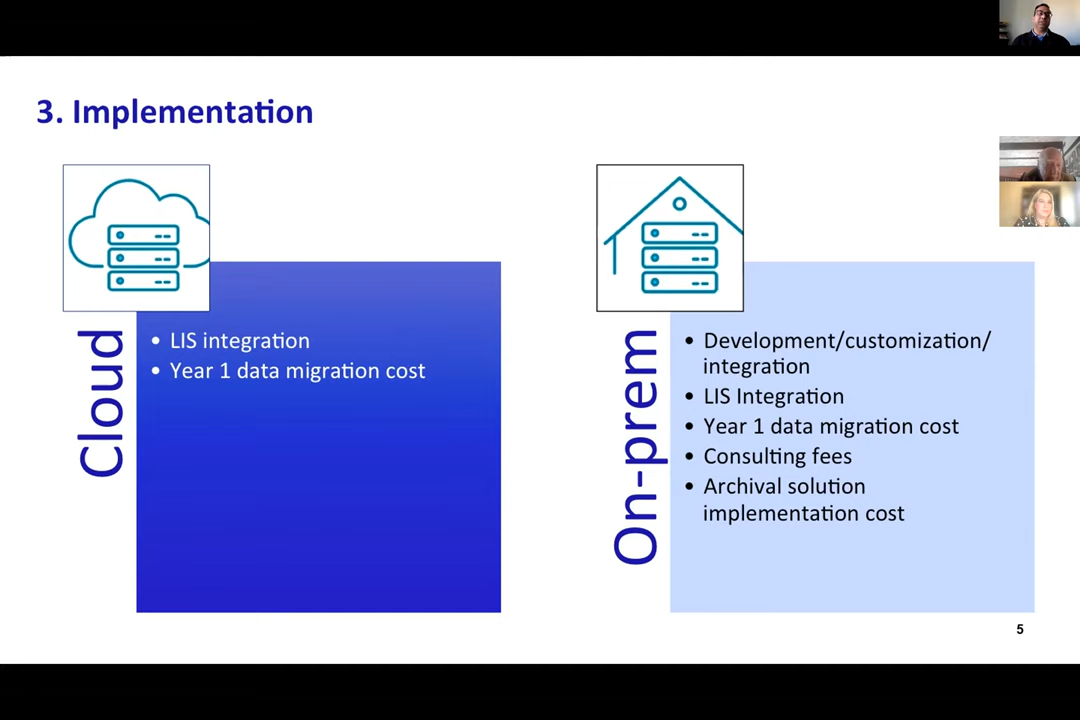 3. Implementation
Cloud
• LIS integration
• Year 1 data migration cost
On-prem
• Development/customization/
integration
• LIS Integration
• Year 1 data migration cost
• Consulting fees
• Archival solution
implementation cost
5